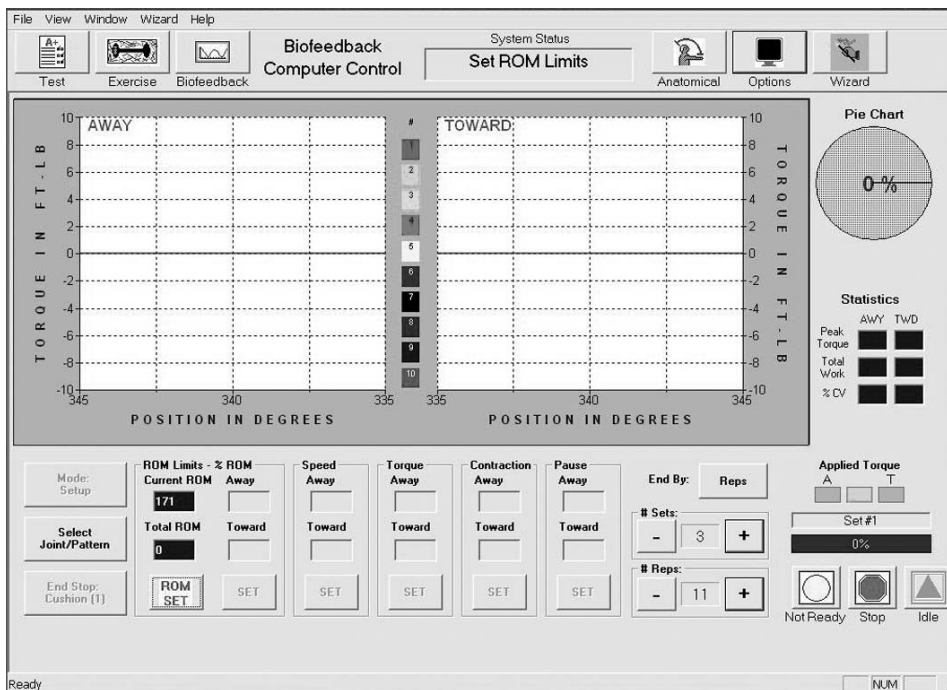 File View Window Wizard Help
A+
Test
Exercise
Biofeedback
Biofeedback
Computer Control
System Status
Set ROM Limits
Anatomical
Options
Wizard
AWAY
TORQUE IN FT-LB
10
8
6
4
2
0
-2
-4
-6
-8
-10
345 340 335
POSITION IN DEGREES
#
1
2
3
4
5
6
7
8
9
10
TOWARD
10
8
6
4
2
0
-2
-4
-6
-8
-10
TORQUE IN FT-LB
335 340 345
POSITION IN DEGREES
Pie Chart
0 %
Statistics
AWY TWD
Peak
Torque
Total
Work
% CV
Mode:
Setup
Select
Joint/Pattern
End Stop:
Cushion (1)
ROM Limits - % ROM
Current ROM Away
171
Total ROM Toward
0
ROM
SET
SET
Speed
Away
Toward
SET
Torque
Away
Toward
SET
Contraction
Away
Toward
SET
Pause
Away
Toward
SET
End By: Reps
# Sets:
- 3 +
# Reps:
- 11 +
Applied Torque
A T
Set #1
0%
Not Ready Stop Idle
Ready
NUM